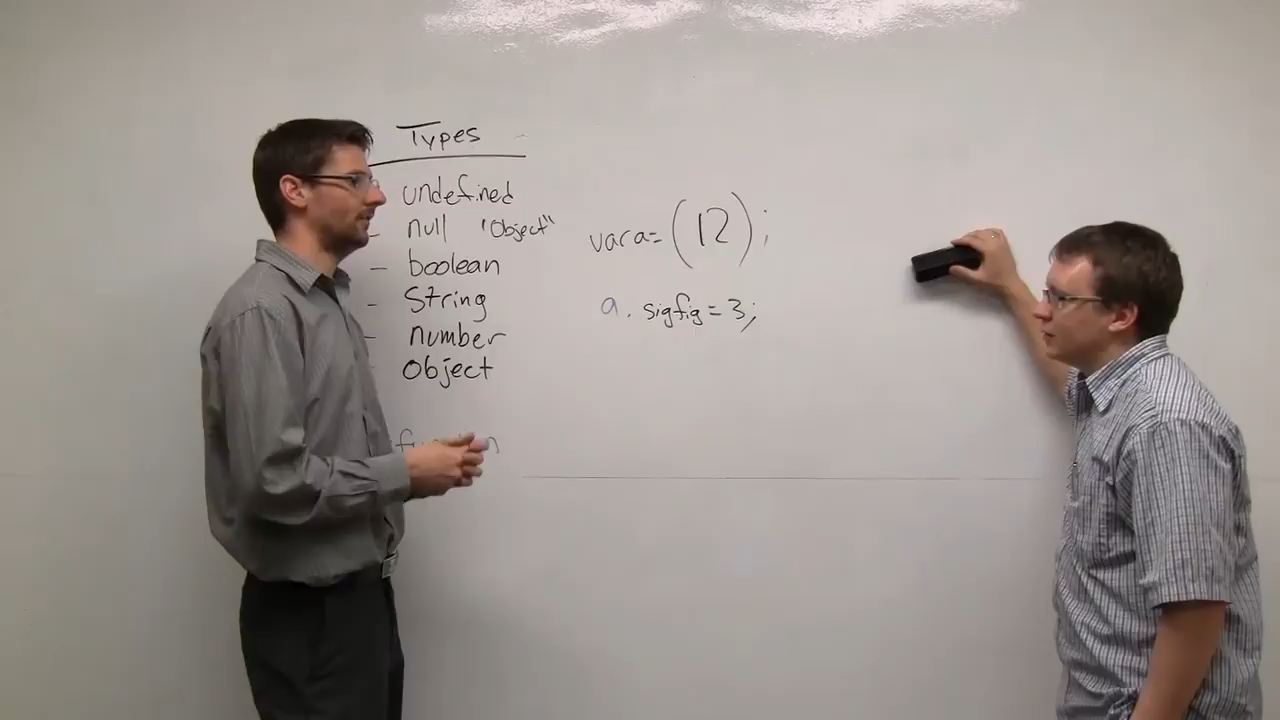 Types
undefined
- null "Object"
- boolean
- String
- number
- Object
var a = (12);
a. sigfig = 3;